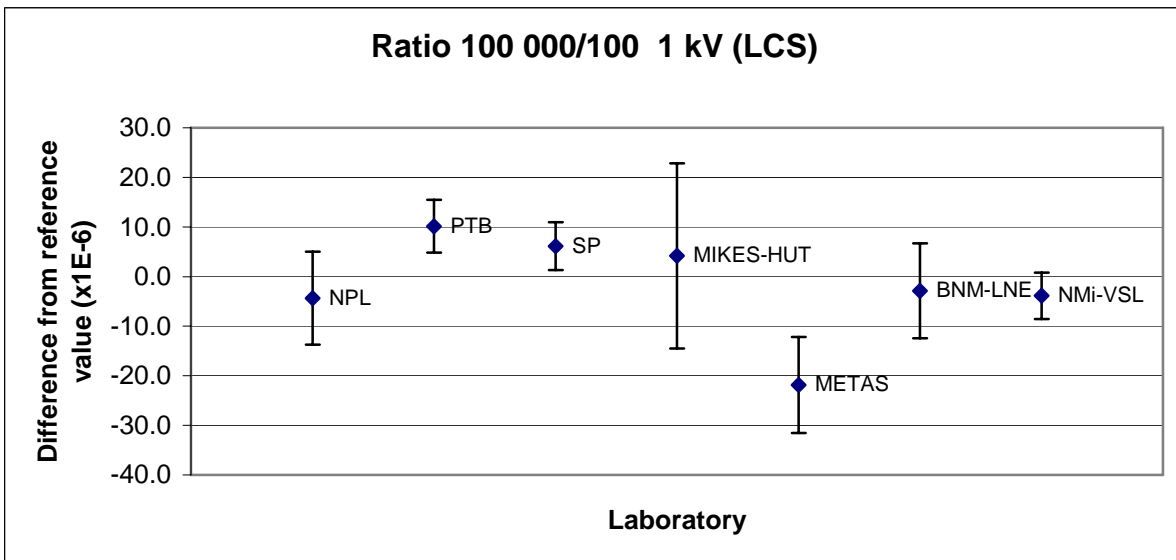 Ratio 100 000/100  1 kV (LCS)
Difference from reference
value (x1E-6)
30.0
20.0
10.0
0.0
-10.0
-20.0
-30.0
-40.0
NPL
PTB
SP
MIKES-HUT
METAS
BNM-LNE
NMi-VSL
Laboratory